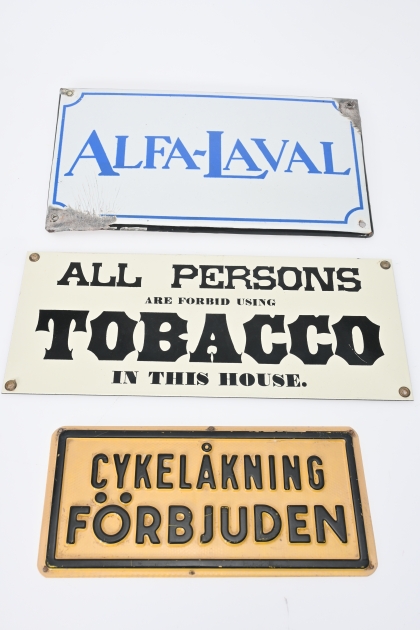 ALFA-LAVAL
ALL PERSONS
ARE FORBID USING
TOBACCO
IN THIS HOUSE.
CYKELÅKNING
FÖRBJUDEN